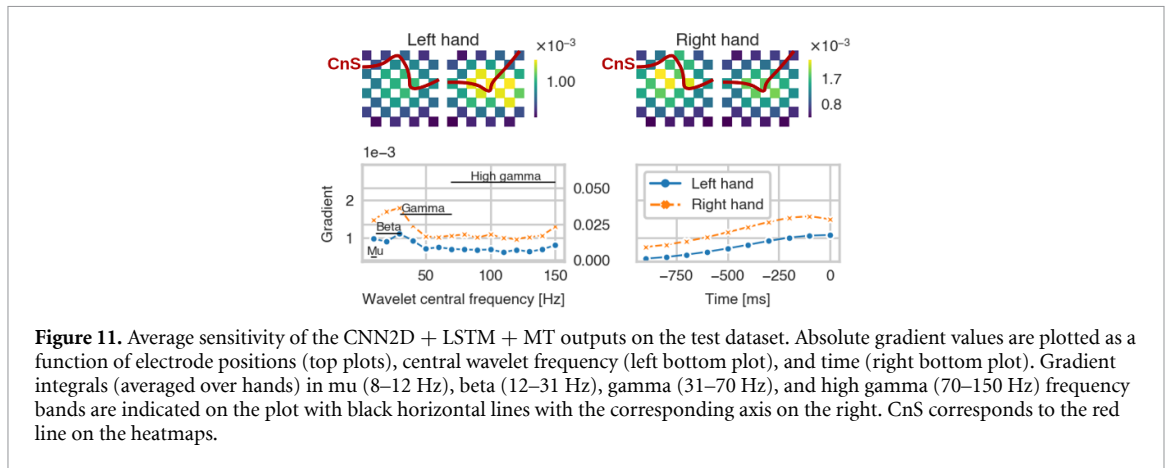 Left hand
Right hand
×10⁻³
×10⁻³
CnS
CnS
1.00
1.7
0.8
1e−3
High gamma
Gamma
Beta
Mu
Gradient
2
1
0.050
0.025
0.000
50
100
150
Wavelet central frequency [Hz]
Left hand
Right hand
−750
−500
−250
0
Time [ms]
Figure 11. Average sensitivity of the CNN2D + LSTM + MT outputs on the test dataset. Absolute gradient values are plotted as a
function of electrode positions (top plots), central wavelet frequency (left bottom plot), and time (right bottom plot). Gradient
integrals (averaged over hands) in mu (8–12 Hz), beta (12–31 Hz), gamma (31–70 Hz), and high gamma (70–150 Hz) frequency
bands are indicated on the plot with black horizontal lines with the corresponding axis on the right. CnS corresponds to the red
line on the heatmaps.